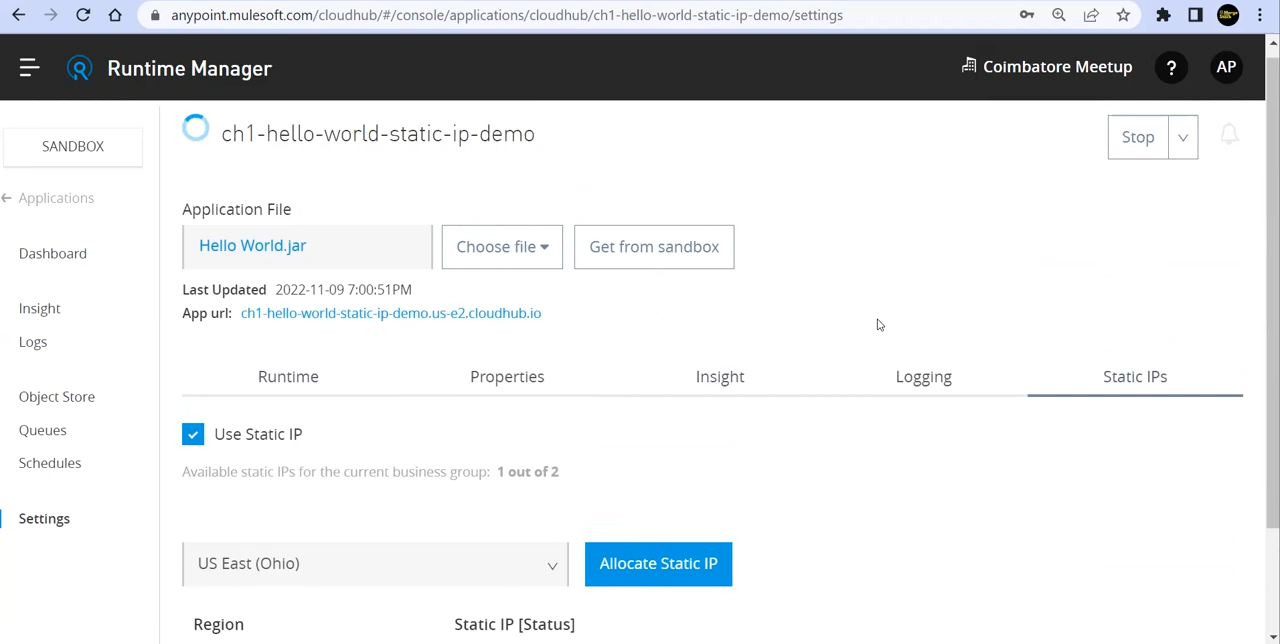 anypoint.mulesoft.com/cloudhub/#/console/applications/cloudhub/ch1-hello-world-static-ip-demo/settings
Runtime Manager
Coimbatore Meetup
?
AP
SANDBOX
ch1-hello-world-static-ip-demo
Stop
Applications
Application File
Hello World.jar
Choose file
Get from sandbox
Dashboard
Last Updated 2022-11-09 7:00:51PM
App url: ch1-hello-world-static-ip-demo.us-e2.cloudhub.io
Insight
Logs
Runtime
Properties
Insight
Logging
Static IPs
Object Store
Queues
Schedules
Settings
Use Static IP
Available static IPs for the current business group: 1 out of 2
US East (Ohio)
Allocate Static IP
Region
Static IP [Status]